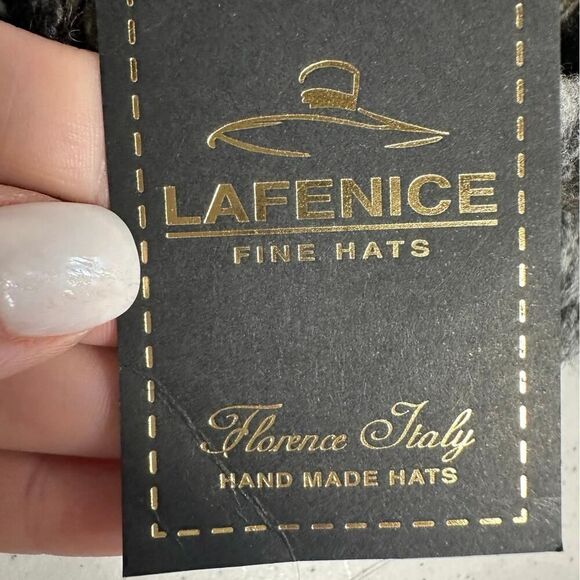 LAFENICE
FINE HATS
Florence Italy
HAND MADE HATS